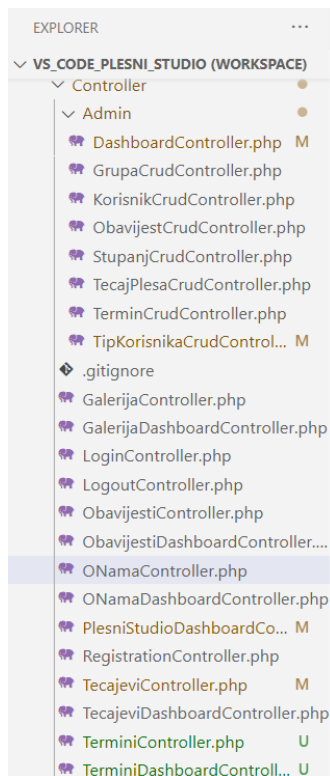 EXPLORER ...
VS_CODE_PLESNI_STUDIO (WORKSPACE)
Controller
Admin
DashboardController.php M
GrupaCrudController.php
KorisnikCrudController.php
ObavijestCrudController.php
StupanjCrudController.php
TecajPlesaCrudController.php
TerminCrudController.php
TipKorisnikaCrudControl... M
.gitignore
GalerijaController.php
GalerijaDashboardController.php
LoginController.php
LogoutController.php
ObavijestiController.php
ObavijestiDashboardController....
ONamaController.php
ONamaDashboardController.php
PlesniStudioDashboardCo... M
RegistrationController.php
TecajeviController.php M
TecajeviDashboardController.php
TerminiController.php U
TerminiDashboardControll... U